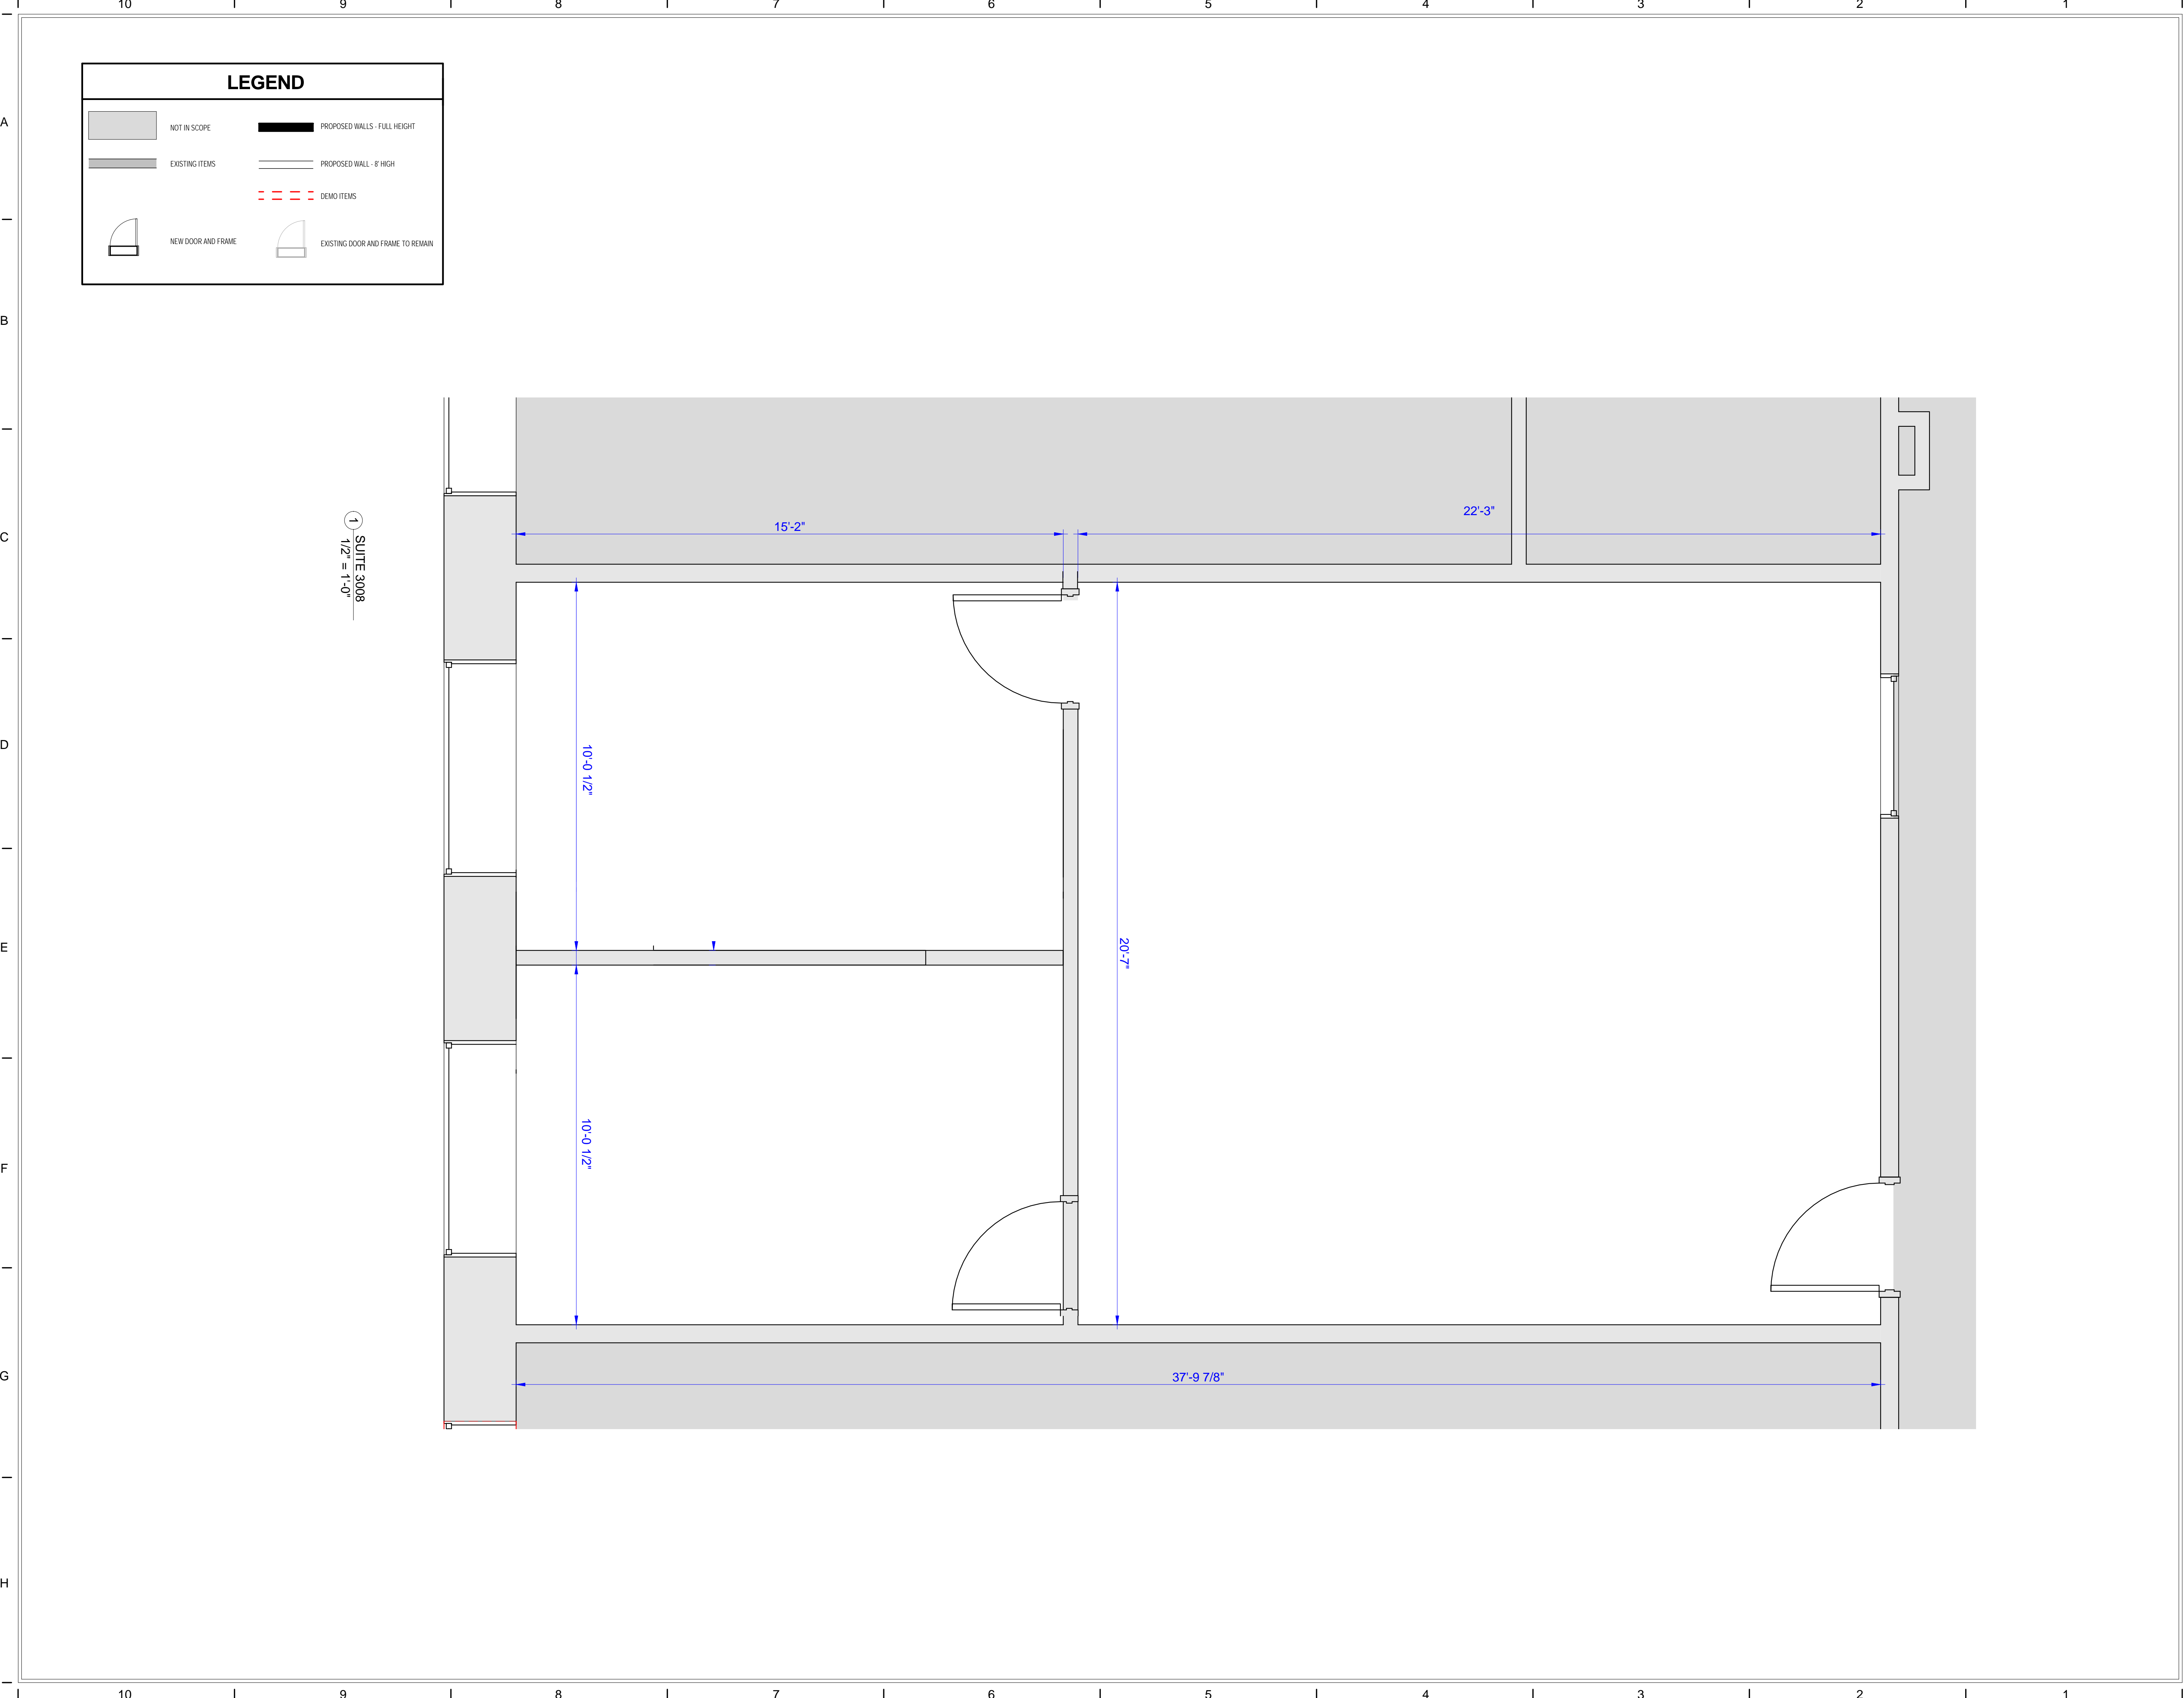 10 9 8 7 6 5 4 3 2 1
LEGEND
NOT IN SCOPE
PROPOSED WALLS - FULL HEIGHT
EXISTING ITEMS
PROPOSED WALL - 8' HIGH
DEMO ITEMS
NEW DOOR AND FRAME
EXISTING DOOR AND FRAME TO REMAIN
A
B
C
D
E
F
G
H
1
SUITE 3008
1/2" = 1'-0"
15'-2"
22'-3"
10'-0 1/2"
20'-7"
10'-0 1/2"
37'-9 7/8"
10 9 8 7 6 5 4 3 2 1